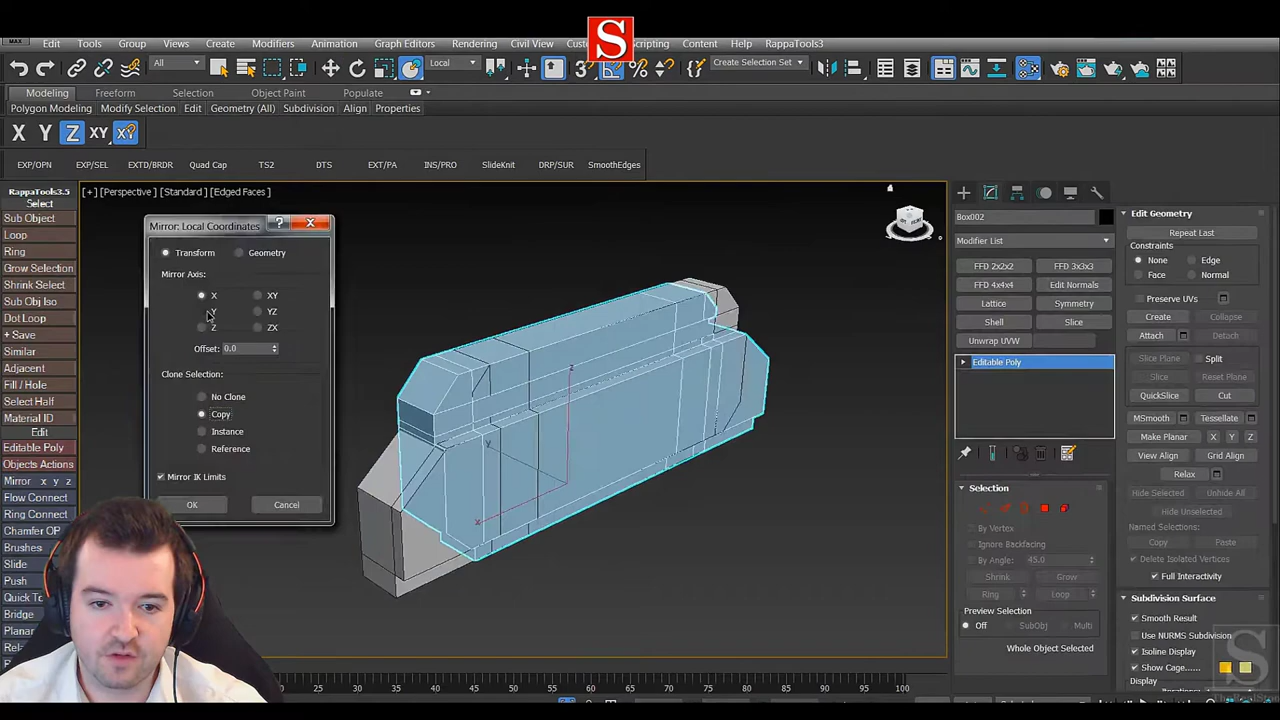 S
MAX Edit Tools Group Views Create Modifiers Animation Graph Editors Rendering Civil View Scripting Content Help RappaTools3
All Local Create Selection Set
Modeling Freeform Selection Object Paint Populate
Polygon Modeling Modify Selection Edit Geometry (All) Subdivision Align Properties
X Y Z XY XY
EXP/OPN EXP/SEL EXTD/BRDR Quad Cap TS2 DTS EXT/PA INS/PRO SlideKnit DRP/SUR SmoothEdges
RappaTools3.5
Select
Sub Object
Loop
Ring
Grow Selection
Sub Obj Iso
Dot Loop
+ Save
Similar
Adjacent
Fill / Hole
Select Half
Material ID
Edit
Editable Poly
Objects Actions
Mirror x y z
Flow Connect
Ring Connect
Chamfer OP
Brushes
Slide
Push
Bridge
[+] [Perspective ] [Standard ] [Edged Faces ]
Mirror: Local Coordinates ? X
Transform Geometry
Mirror Axis:
X XY
Y YZ
Z ZX
Offset: 0.0
Clone Selection:
No Clone
Copy
Instance
Reference
Mirror IK Limits
OK Cancel
z
y
x
25 30 35 40 45 50 55 60 65 70 75 80 85 90 95 100
Box002
Modifier List
FFD 2x2x2 FFD 3x3x3
FFD 4x4x4 Edit Normals
Lattice Symmetry
Shell Slice
Unwrap UVW
Editable Poly
Selection
By Vertex
Ignore Backfacing
By Angle: 45.0
Shrink Grow
Ring Loop
Preview Selection
Off SubObj Multi
Whole Object Selected
Edit Geometry
Repeat Last
Constraints
None Edge
Face Normal
Preserve UVs
Create Collapse
Attach Detach
Slice Plane Split
Slice Reset Plane
QuickSlice Cut
MSmooth Tessellate
Make Planar X Y Z
View Align Grid Align
Relax
Hide Selected Unhide All
Hide Unselected
Named Selections:
Copy Paste
Delete Isolated Vertices
Full Interactivity
Subdivision Surface
Smooth Result
Use NURMS Subdivision
Isoline Display
Show Cage......
Display